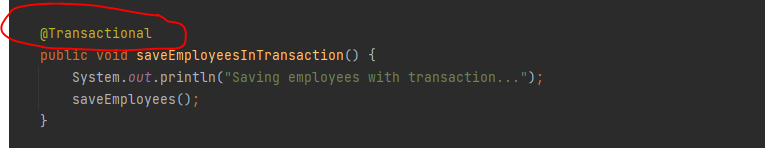 @Transactional
public void saveEmployeesInTransaction() {
System.out.println("Saving employees with transaction...");
saveEmployees();
}